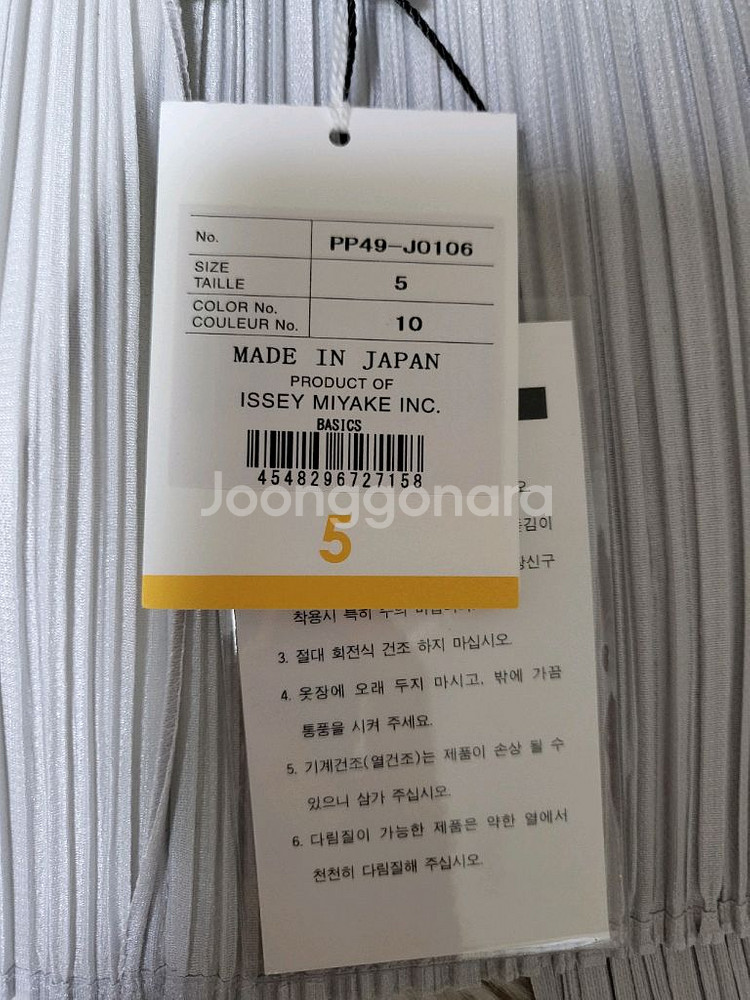 No. PP49-J0106
SIZE
TAILLE 5
COLOR No.
COULEUR No. 10
MADE IN JAPAN
PRODUCT OF
ISSEY MIYAKE INC.
BASICS
4548296727158
Joonggonara
5
착용시 특히
3. 절대 회전식 건조 하지 마십시오.
4. 옷장에 오래 두지 마시고, 밖에 가끔
통풍을 시켜 주세요.
5. 기계건조(열건조)는 제품이 손상 될 수
있으니 삼가 주십시오.
6. 다림질이 가능한 제품은 약한 열에서
천천히 다림질해 주십시오.